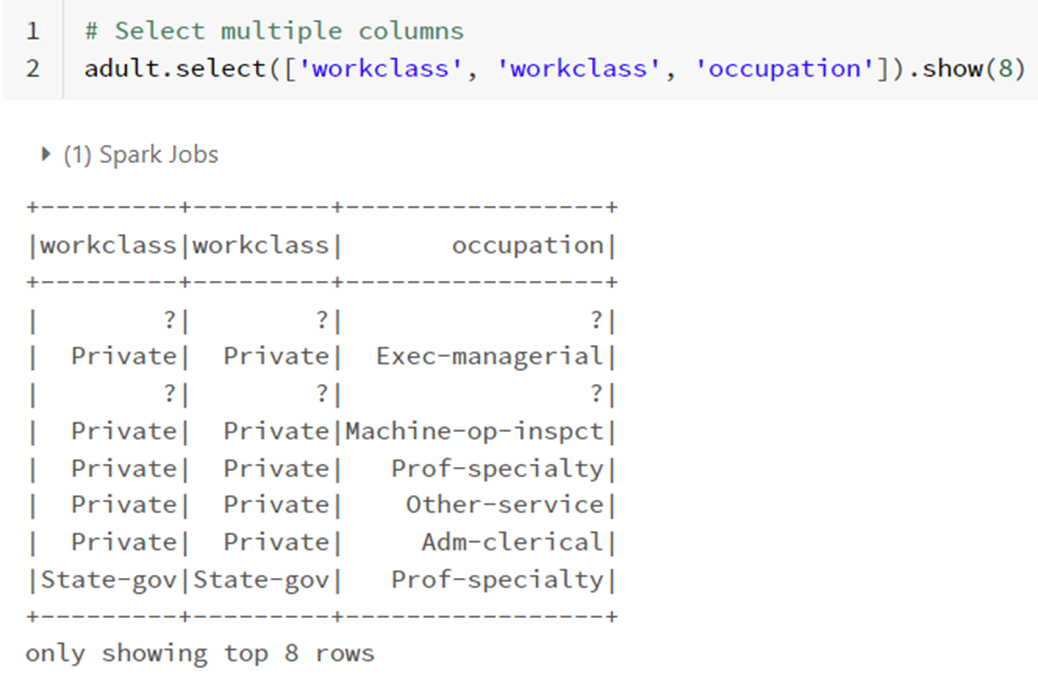 1 # Select multiple columns
2 adult.select(['workclass', 'workclass', 'occupation']).show(8)
(1) Spark Jobs
+---------+---------+-----------------+
|workclass|workclass|       occupation|
+---------+---------+-----------------+
|        ?|        ?|                ?|
|  Private|  Private|  Exec-managerial|
|        ?|        ?|                ?|
|  Private|  Private|Machine-op-inspct|
|  Private|  Private|   Prof-specialty|
|  Private|  Private|    Other-service|
|  Private|  Private|     Adm-clerical|
|State-gov|State-gov|   Prof-specialty|
+---------+---------+-----------------+
only showing top 8 rows